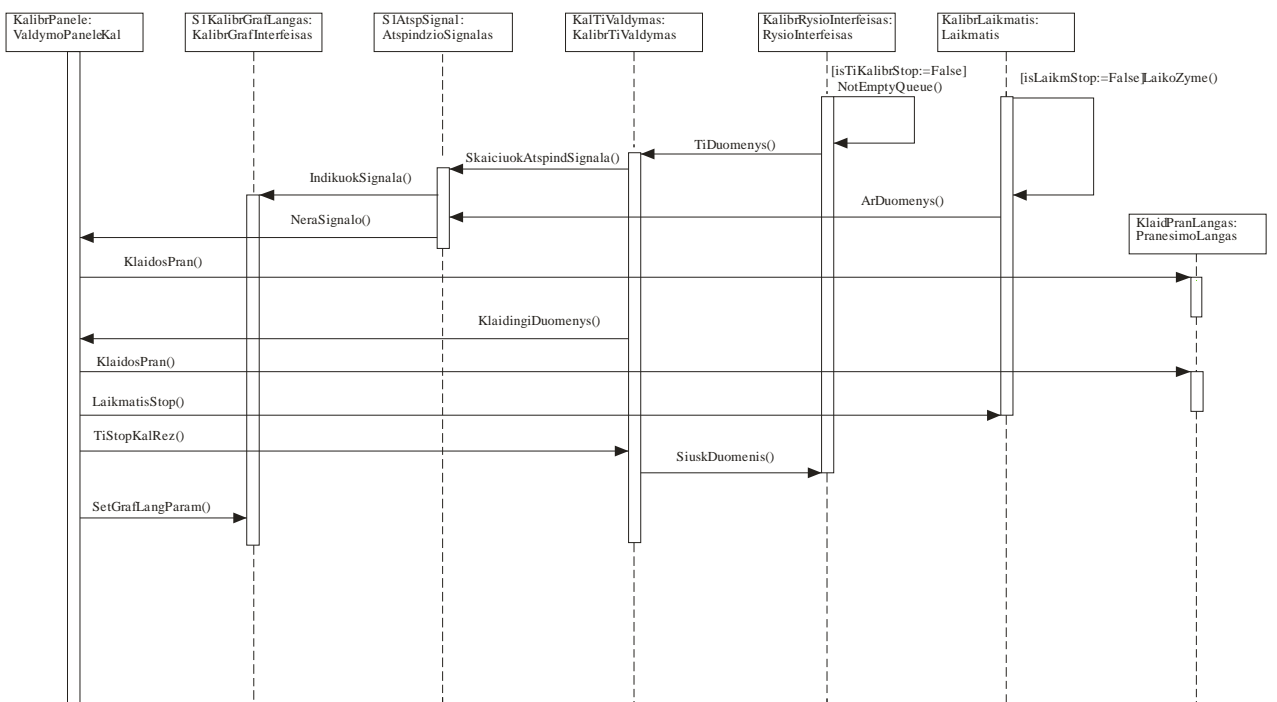 KalibrPanele:
ValdymoPaneleKal
S1KalibrGrafLangas:
KalibrGrafInterfeisas
S1AtspSignal:
AtspindzioSignalas
KalTiValdymas:
KalibrTiValdymas
KalibrRysioInterfeisas:
RysioInterfeisas
KalibrLaikmatis:
Laikmatis
[isTiKalibrStop:=False]
NotEmptyQueue()
[isLaikmStop:=False]LaikoZyme()
TiDuomenys()
SkaiciuokAtspindSignala()
IndikuokSignala()
ArDuomenys()
NeraSignalo()
KlaidPranLangas:
PranesimoLangas
KlaidosPran()
KlaidingiDuomenys()
KlaidosPran()
LaikmatisStop()
TiStopKalRez()
SiuskDuomenis()
SetGrafLangParam()